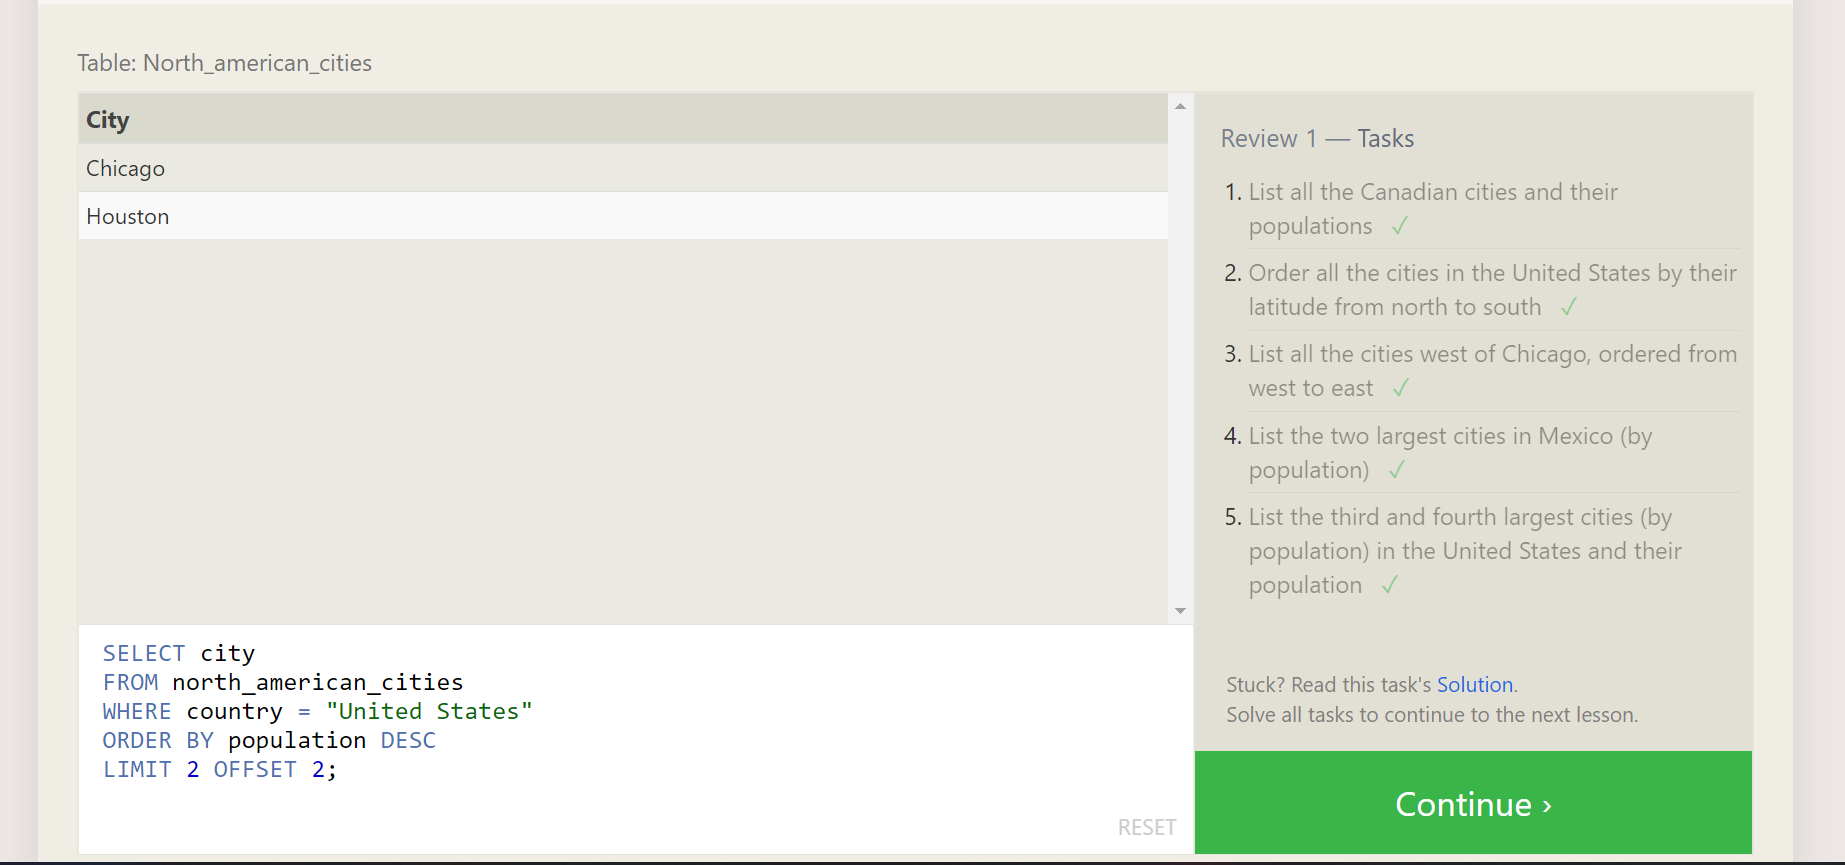 Table: North_american_cities
City
Chicago
Houston
SELECT city
FROM north_american_cities
WHERE country = "United States"
ORDER BY population DESC
LIMIT 2 OFFSET 2;
RESET
Review 1 — Tasks
1. List all the Canadian cities and their
populations ✓
2. Order all the cities in the United States by their
latitude from north to south ✓
3. List all the cities west of Chicago, ordered from
west to east ✓
4. List the two largest cities in Mexico (by
population) ✓
5. List the third and fourth largest cities (by
population) in the United States and their
population ✓
Stuck? Read this task's Solution.
Solve all tasks to continue to the next lesson.
Continue ›